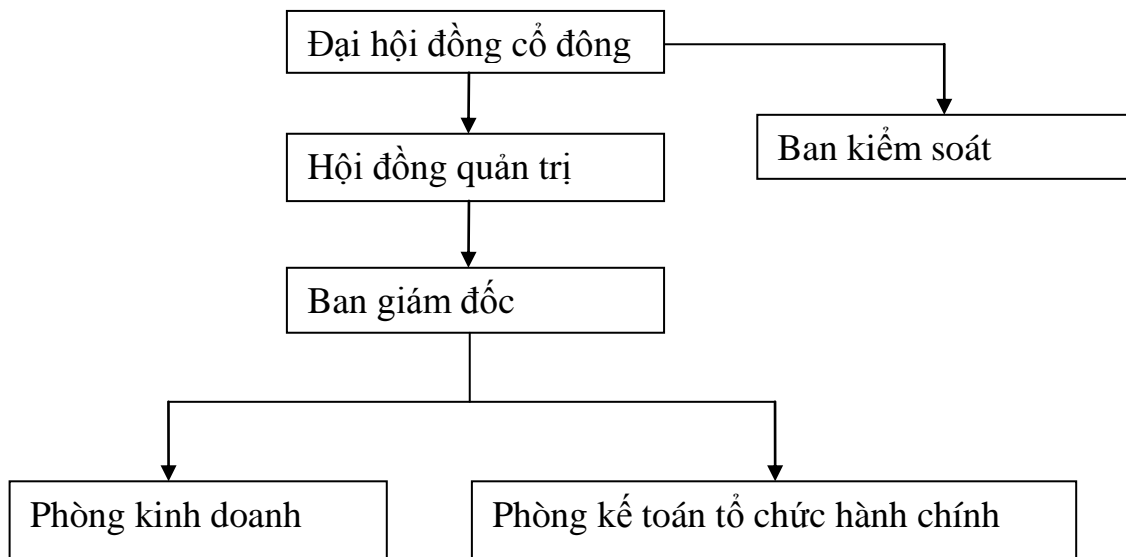 Đại hội đồng cổ đông
Ban kiểm soát
Hội đồng quản trị
Ban giám đốc
Phòng kinh doanh
Phòng kế toán tổ chức hành chính